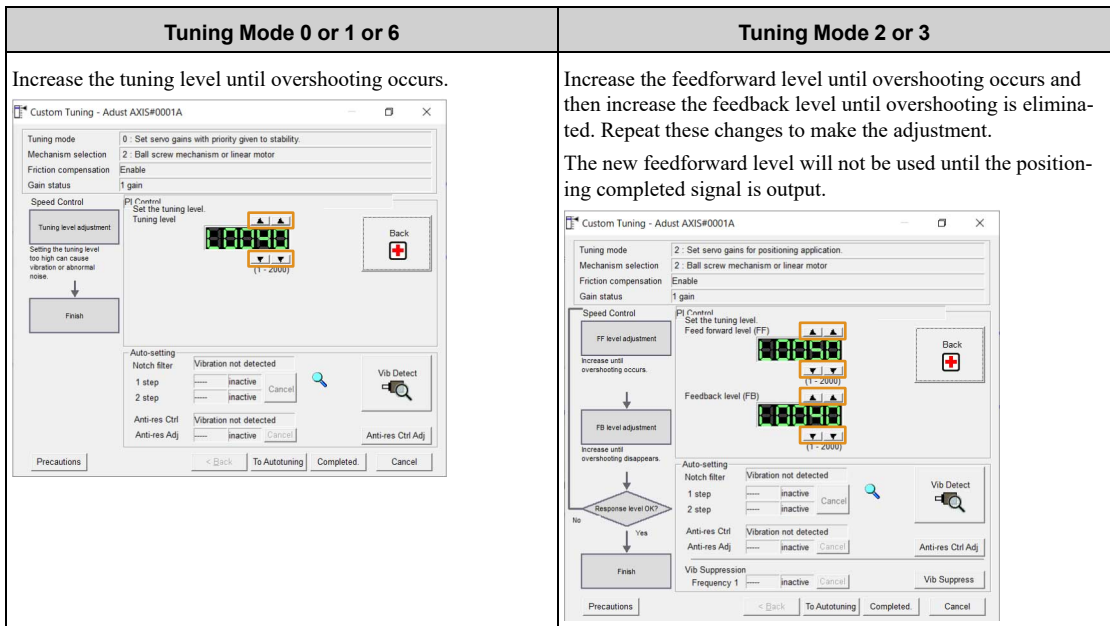 Tuning Mode 0 or 1 or 6
Increase the tuning level until overshooting occurs.
Custom Tuning - Adust AXIS#0001A
Tuning mode
0 : Set servo gains with priority given to stability.
Mechanism selection
2 : Ball screw mechanism or linear motor
Friction compensation
Enable
Gain status
1 gain
Speed Control
PI Control
Set the tuning level.
Tuning level
Tuning level adjustment
Setting the tuning level
too high can cause
vibration or abnormal
noise.
Finish
00040
(1 - 2000)
Back
Auto-setting
Notch filter
Vibration not detected
1 step
-----
inactive
2 step
-----
inactive
Cancel
Vib Detect
Anti-res Ctrl
Vibration not detected
Anti-res Adj
-----
inactive
Cancel
Anti-res Ctrl Adj
Precautions
< Back
To Autotuning
Completed.
Cancel
Tuning Mode 2 or 3
Increase the feedforward level until overshooting occurs and
then increase the feedback level until overshooting is elimina-
ted. Repeat these changes to make the adjustment.
The new feedforward level will not be used until the position-
ing completed signal is output.
Custom Tuning - Adust AXIS#0001A
Tuning mode
2 : Set servo gains for positioning application.
Mechanism selection
2 : Ball screw mechanism or linear motor
Friction compensation
Enable
Gain status
1 gain
Speed Control
PI Control
Set the tuning level.
Feed forward level (FF)
FF level adjustment
Increase until
overshooting occurs.
00050
(1 - 2000)
Back
Feedback level (FB)
FB level adjustment
Increase until
overshooting disappears.
00040
(1 - 2000)
Response level OK?
No
Yes
Finish
Auto-setting
Notch filter
Vibration not detected
1 step
-----
inactive
2 step
-----
inactive
Cancel
Vib Detect
Anti-res Ctrl
Vibration not detected
Anti-res Adj
-----
inactive
Cancel
Anti-res Ctrl Adj
Vib Suppression
Frequency 1
-----
inactive
Cancel
Vib Suppress
Precautions
< Back
To Autotuning
Completed.
Cancel